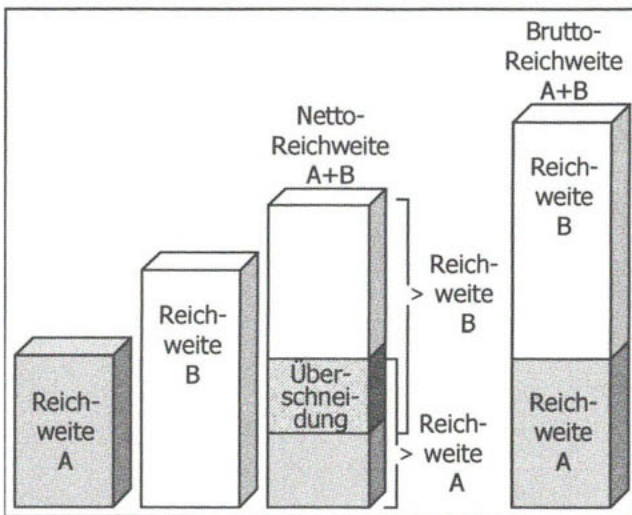 Reich-
weite
A
Reich-
weite
B
Netto-
Reichweite
A+B
Über-
schnei-
dung
Reich-
weite
B
Reich-
weite
A
Brutto-
Reichweite
A+B
Reich-
weite
B
Reich-
weite
A